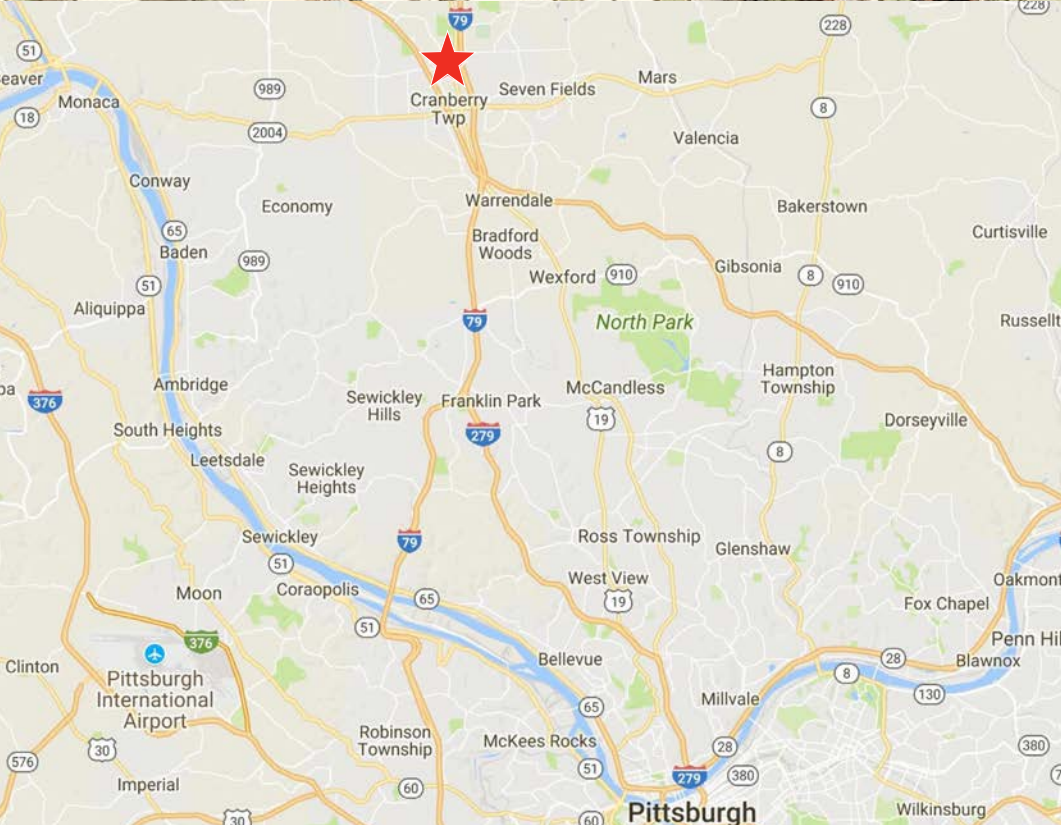 228
79
228
51
Beaver
Monaca
18
989
2004
Cranberry
Twp
Seven Fields
Mars
8
Valencia
Conway
Economy
65
Baden
989
51
Aliquippa
Warrendale
Bradford
Woods
Wexford
910
Bakerstown
Curtisville
Gibsonia
8
910
79
North Park
Russellt
Ambridge
376
Sewickley
Hills
Franklin Park
McCandless
Hampton
Township
19
279
South Heights
Dorseyville
8
Leetsdale
Sewickley
Heights
Sewickley
79
Ross Township
Glenshaw
51
Moon
Coraopolis
65
West View
19
Oakmont
Fox Chapel
51
376
Penn Hil
Clinton
Pittsburgh
International
Airport
Bellevue
28
Blawnox
8
130
Millvale
65
Robinson
Township
McKees Rocks
28
380
30
576
51
279
380
Imperial
60
30
60
Pittsburgh
Wilkinsburg